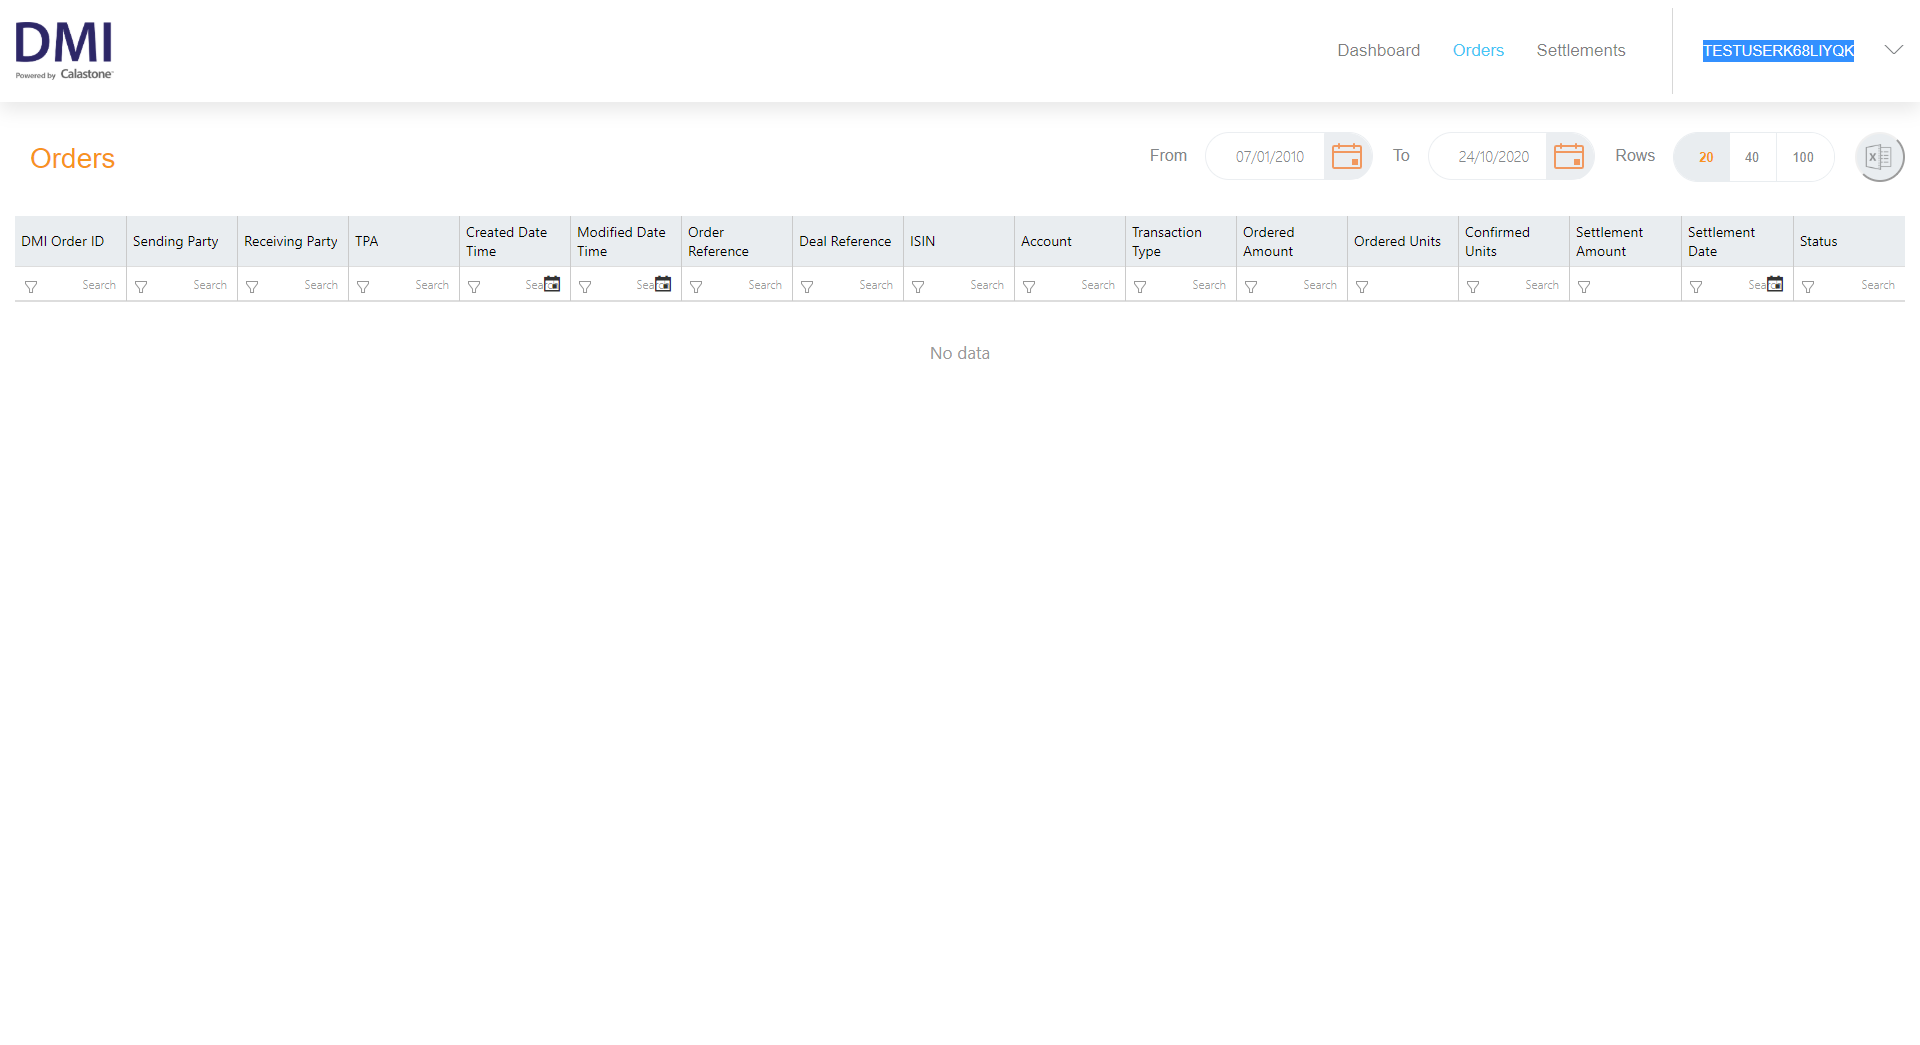 DMI
Powered by Calastone
Dashboard Orders Settlements TESTUSERK68LIYQK
Orders
From 07/01/2010 To 24/10/2020 Rows 20 40 100
DMI Order ID Sending Party Receiving Party TPA Created Date Time Modified Date Time Order Reference Deal Reference ISIN Account Transaction Type Ordered Amount Ordered Units Confirmed Units Settlement Amount Settlement Date Status
Search Search Search Search Search Search Search Search Search Search Search Search Search Search Search
No data